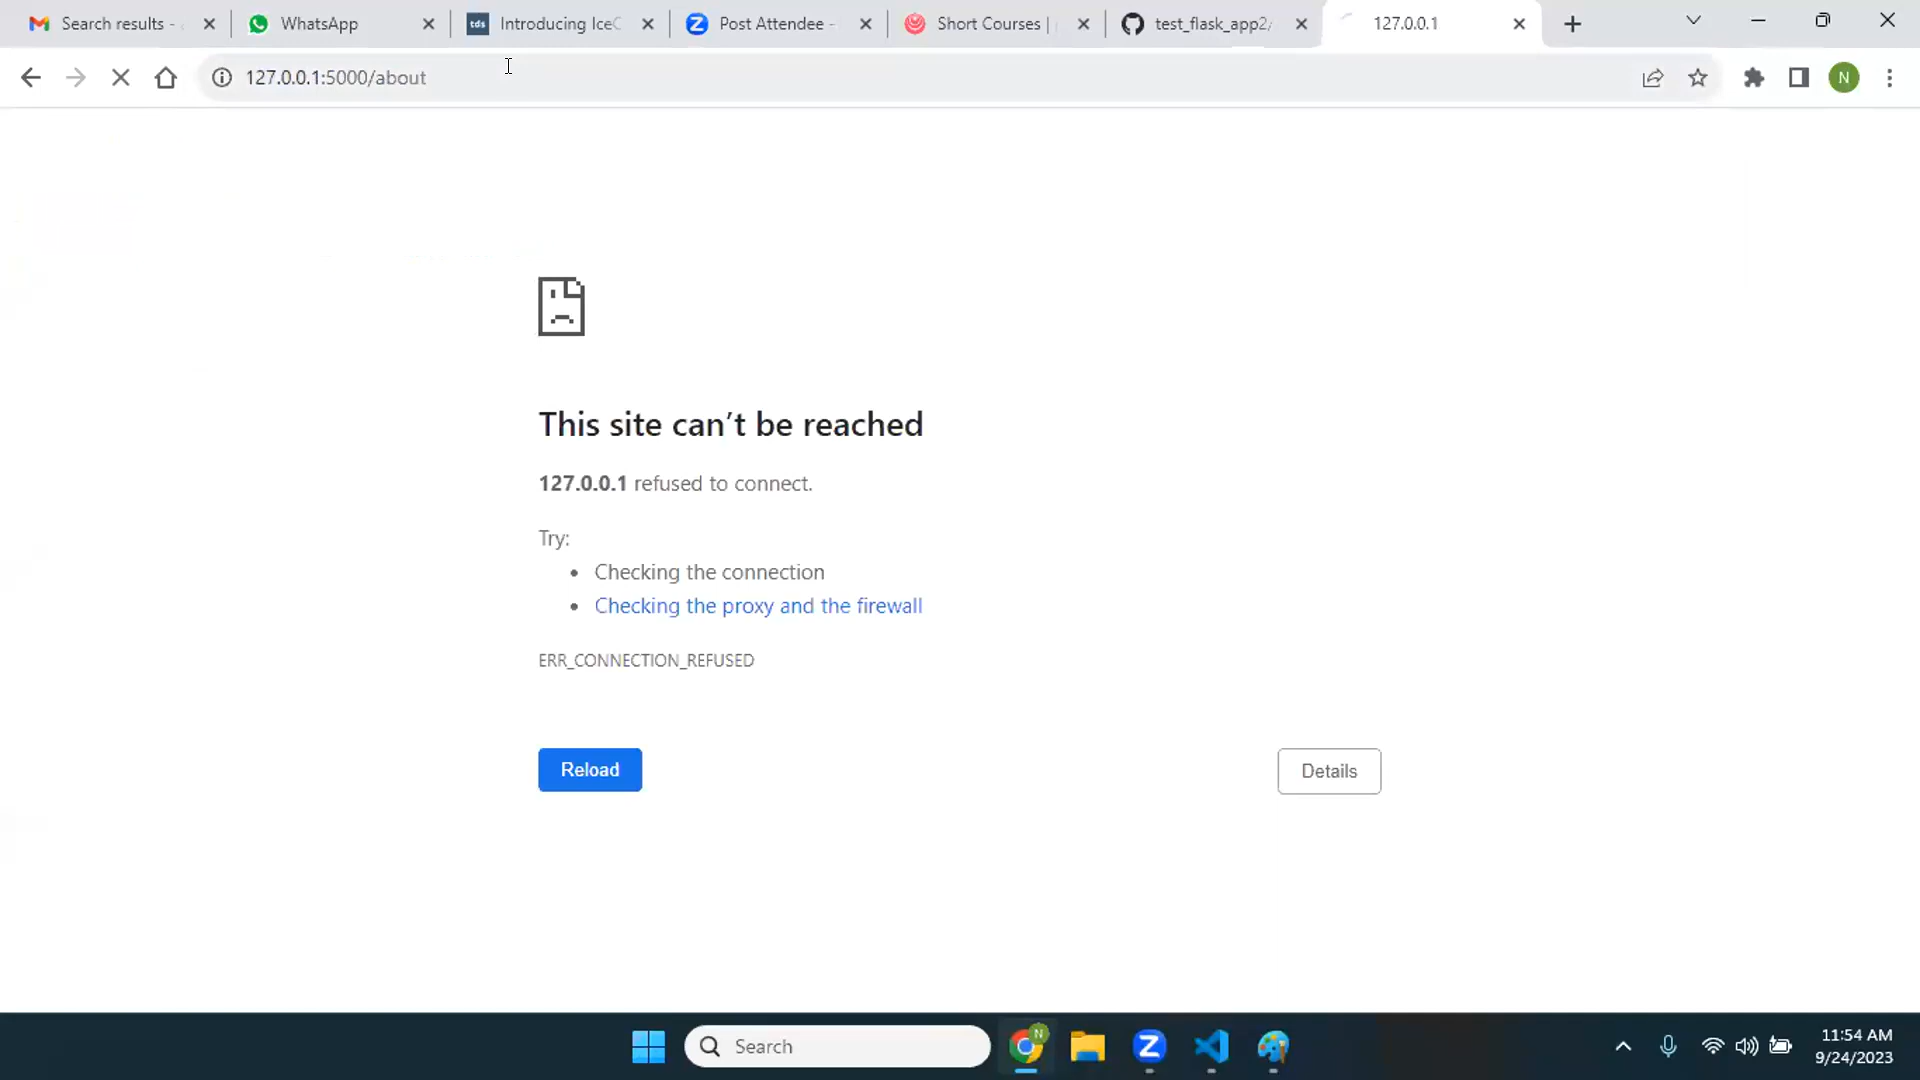 Search results -
WhatsApp
tds
Introducing Ice
Post Attendee -
Short Courses |
test_flask_app2/
127.0.0.1
127.0.0.1:5000/about
N
This site can't be reached
127.0.0.1 refused to connect.
Try:
Checking the connection
Checking the proxy and the firewall
ERR_CONNECTION_REFUSED
Reload
Details
Search
N
11:54 AM
9/24/2023